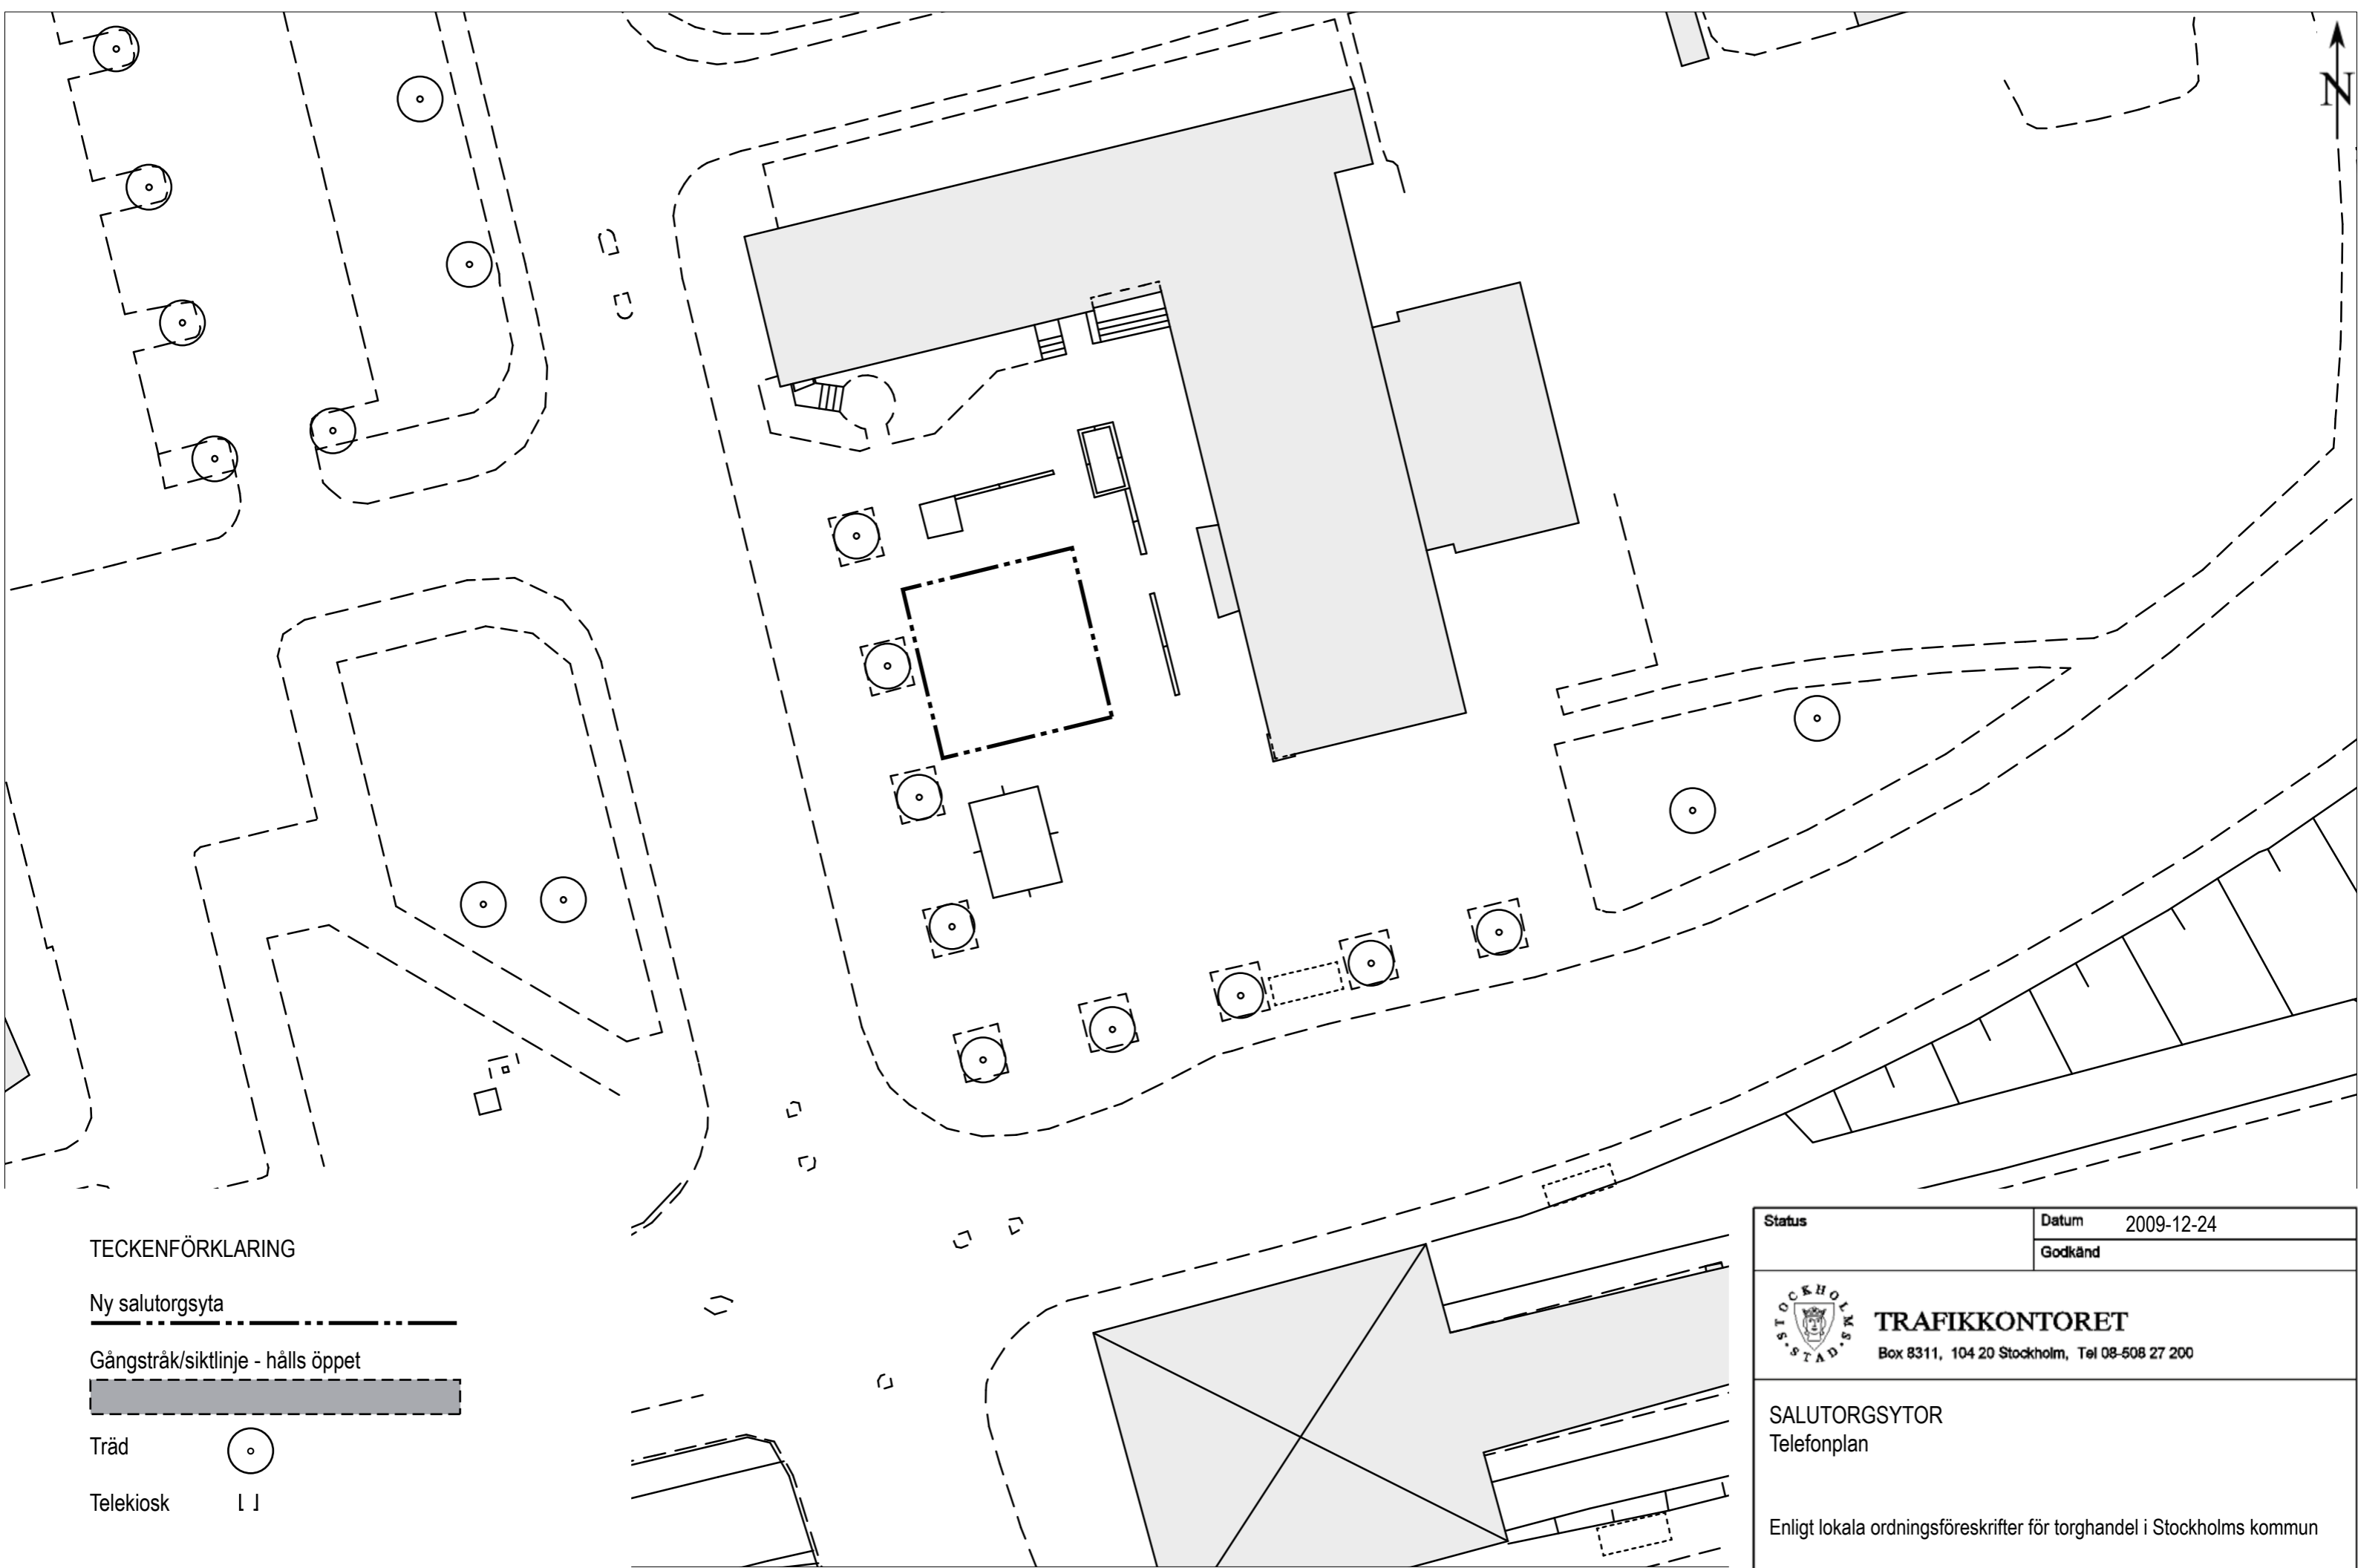 N
TECKENFÖRKLARING
Ny salutorgsyta
Gångstråk/siktlinje - hålls öppet
Träd
Telekiosk
Status
Datum 2009-12-24
Godkänd
STOCKHOLMS STAD
TRAFIKKONTORET
Box 8311, 104 20 Stockholm, Tel 08-508 27 200
SALUTORGSYTOR
Telefonplan
Enligt lokala ordningsföreskrifter för torghandel i Stockholms kommun